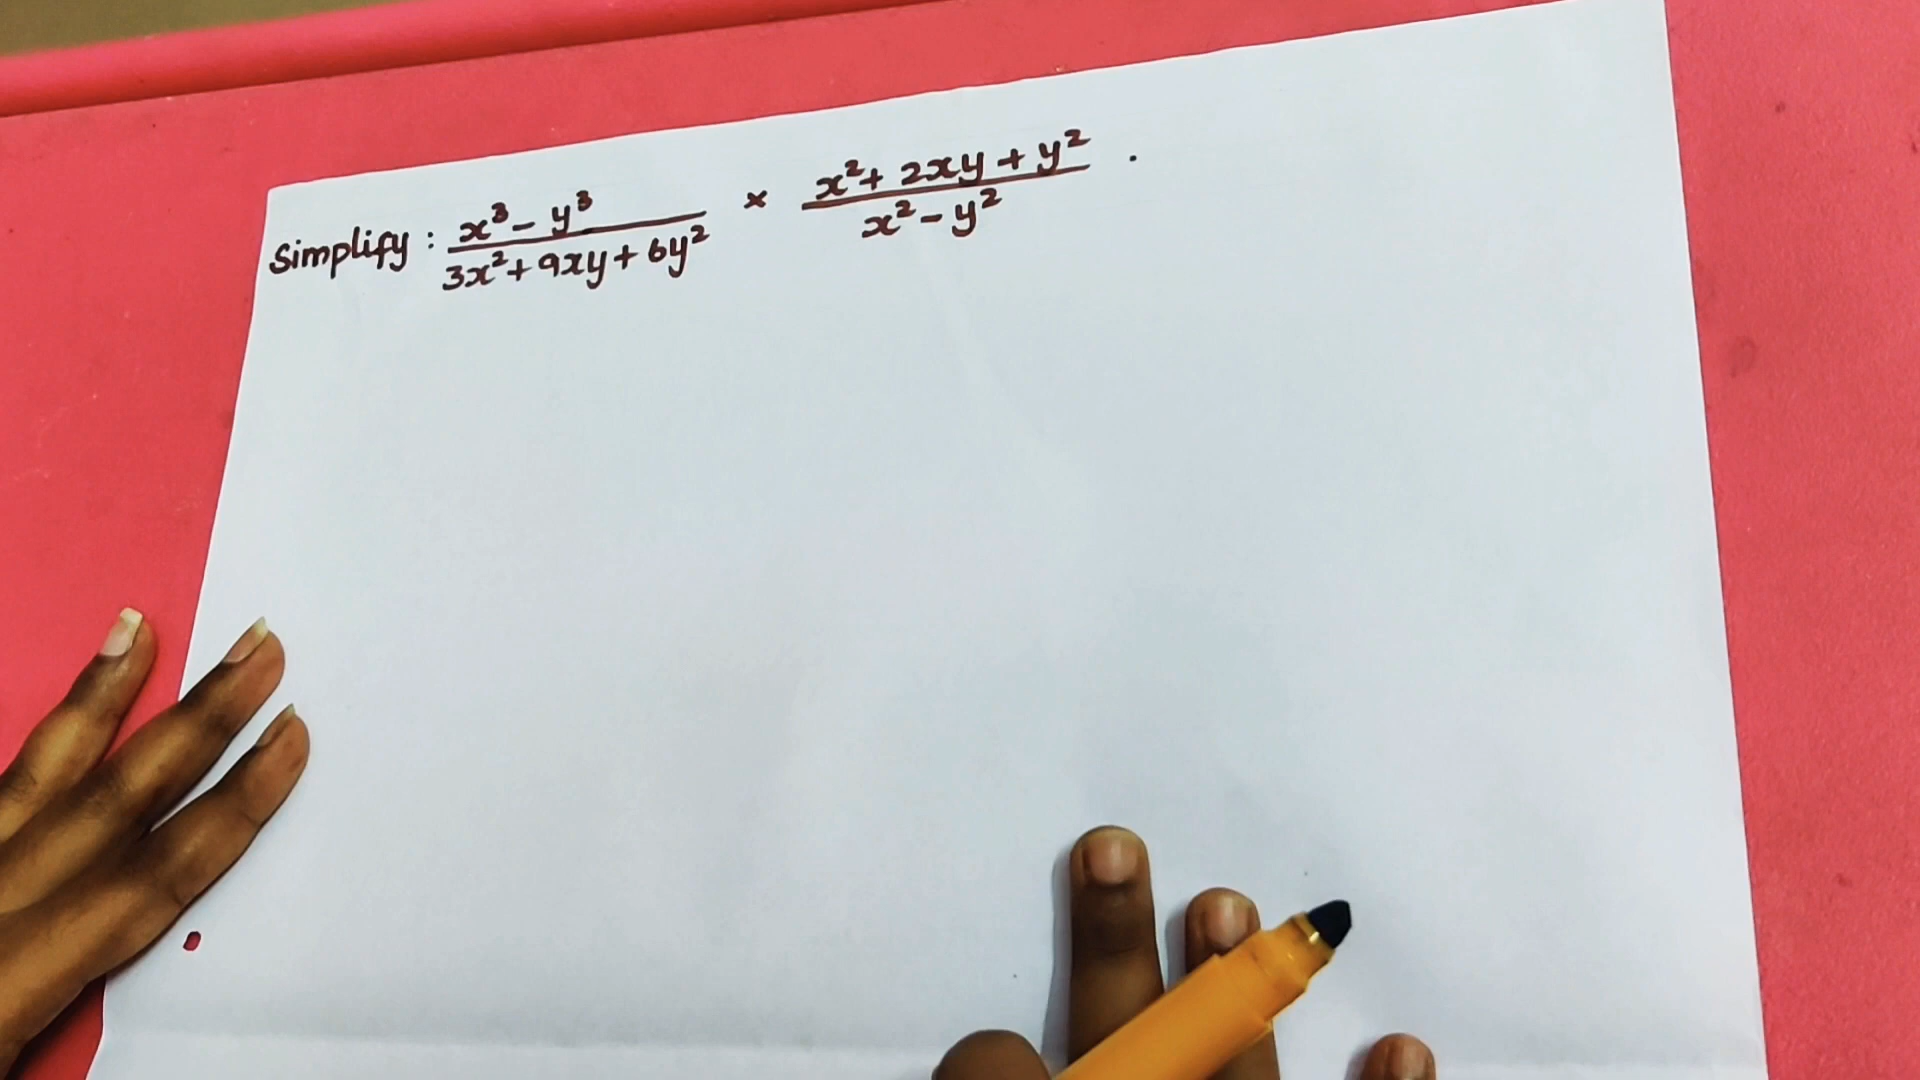 Simplify : x³ - y³ / 3x² + 9xy + 6y² × x² + 2xy + y² / x² - y² .